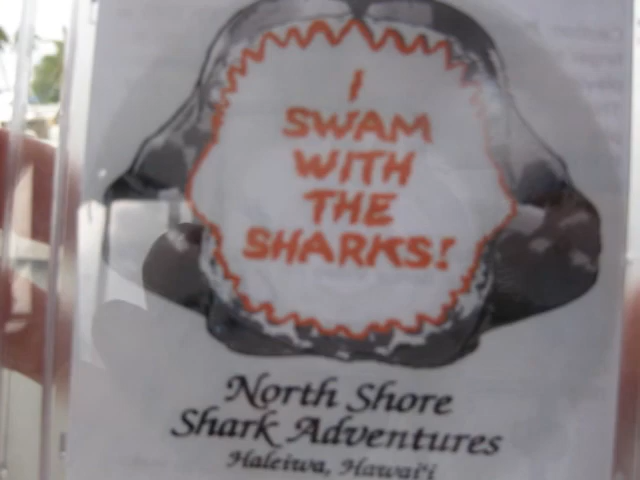 I
SWAM
WITH
THE
SHARKS!
North Shore
Shark Adventures
Haleiwa, Hawai'i